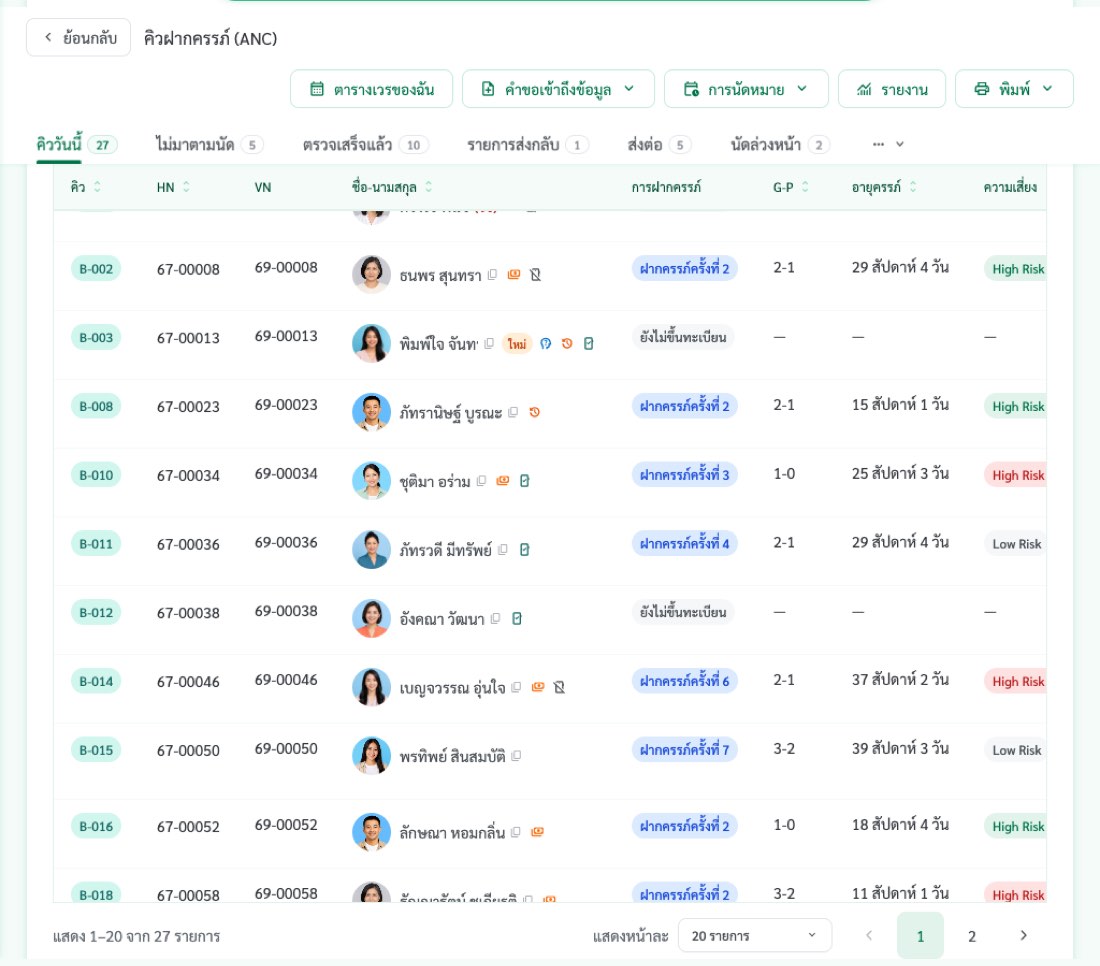 ย้อนกลับ คิวฝากครรภ์ (ANC)
ตารางเวรของฉัน คำขอเข้าถึงข้อมูล การนัดหมาย รายงาน พิมพ์
คิววันนี้ 27 ไม่มาตามนัด 5 ตรวจเสร็จแล้ว 10 รายการส่งกลับ 1 ส่งต่อ 5 นัดล่วงหน้า 2 ...
คิว HN VN ชื่อ-นามสกุล การฝากครรภ์ G-P อายุครรภ์ ความเสี่ยง
B-002 67-00008 69-00008 ธนพร สุนทรา ฝากครรภ์ครั้งที่ 2 2-1 29 สัปดาห์ 4 วัน High Risk
B-003 67-00013 69-00013 พิมพ์ใจ จันท ใหม่ ยังไม่ขึ้นทะเบียน — — —
B-008 67-00023 69-00023 ภัทรานิษฐ์ บูรณะ ฝากครรภ์ครั้งที่ 2 2-1 15 สัปดาห์ 1 วัน High Risk
B-010 67-00034 69-00034 ชุติมา อร่าม ฝากครรภ์ครั้งที่ 3 1-0 25 สัปดาห์ 3 วัน High Risk
B-011 67-00036 69-00036 ภัทรวดี มีทรัพย์ ฝากครรภ์ครั้งที่ 4 2-1 29 สัปดาห์ 4 วัน Low Risk
B-012 67-00038 69-00038 อังคณา วัฒนา ยังไม่ขึ้นทะเบียน — — —
B-014 67-00046 69-00046 เบญจวรรณ อุ่นใจ ฝากครรภ์ครั้งที่ 6 2-1 37 สัปดาห์ 2 วัน High Risk
B-015 67-00050 69-00050 พรทิพย์ สินสมบัติ ฝากครรภ์ครั้งที่ 7 3-2 39 สัปดาห์ 3 วัน Low Risk
B-016 67-00052 69-00052 ลักษณา หอมกลิ่น ฝากครรภ์ครั้งที่ 2 1-0 18 สัปดาห์ 4 วัน High Risk
B-018 67-00058 69-00058 ฝากครรภ์ครั้งที่ 2 3-2 11 สัปดาห์ 1 วัน High Risk
แสดง 1–20 จาก 27 รายการ แสดงหน้าละ 20 รายการ 1 2